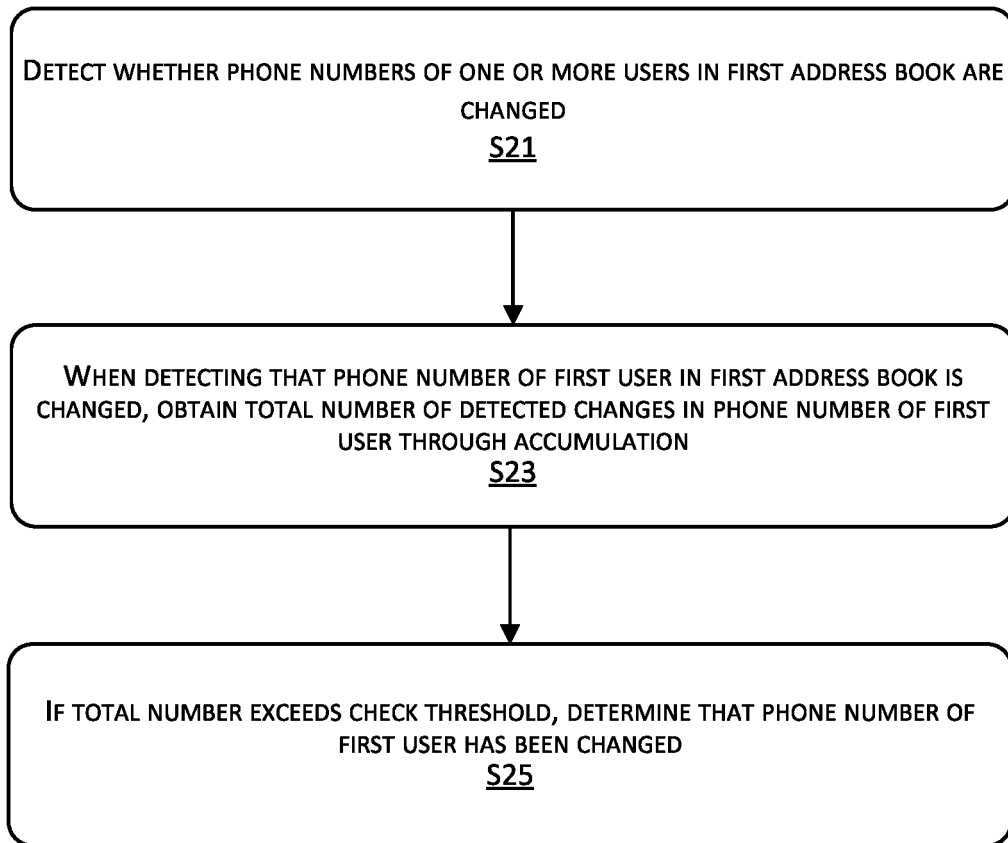 DETECT WHETHER PHONE NUMBERS OF ONE OR MORE USERS IN FIRST ADDRESS BOOK ARE
CHANGED
S21
WHEN DETECTING THAT PHONE NUMBER OF FIRST USER IN FIRST ADDRESS BOOK IS
CHANGED, OBTAIN TOTAL NUMBER OF DETECTED CHANGES IN PHONE NUMBER OF FIRST
USER THROUGH ACCUMULATION
S23
IF TOTAL NUMBER EXCEEDS CHECK THRESHOLD, DETERMINE THAT PHONE NUMBER OF
FIRST USER HAS BEEN CHANGED
S25